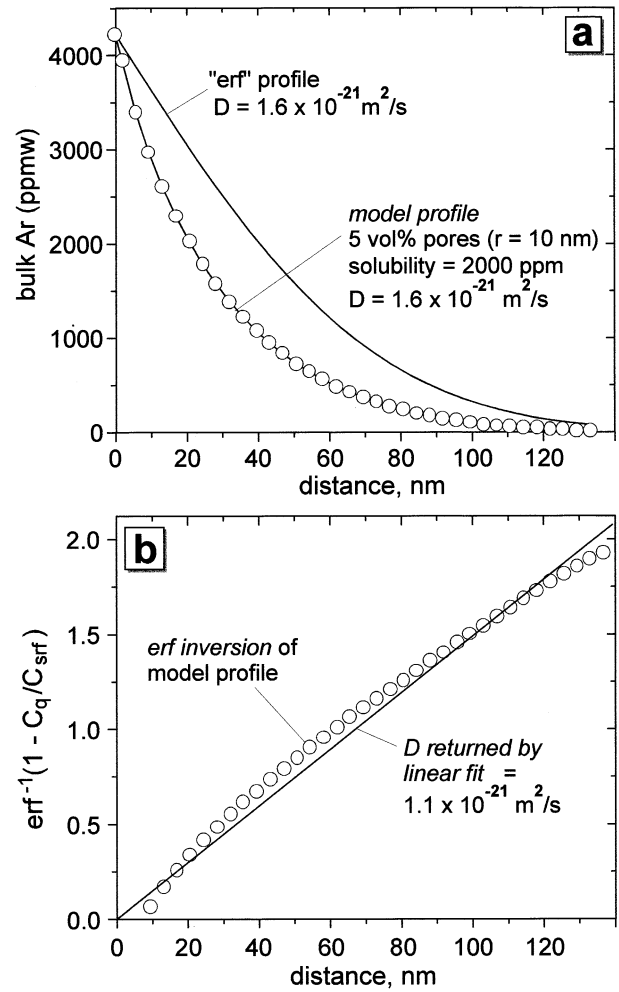 a
4000
3000
2000
1000
0
bulk Ar (ppmw)
"erf" profile
D = 1.6 x 10⁻²¹ m²/s
model profile
5 vol% pores (r = 10 nm)
solubility = 2000 ppm
D = 1.6 x 10⁻²¹ m²/s
0 20 40 60 80 100 120
distance, nm
b
2.0
1.5
1.0
0.5
0.0
erf⁻¹(1 - Cq/Csrf)
erf inversion of
model profile
D returned by
linear fit =
1.1 x 10⁻²¹ m²/s
0 20 40 60 80 100 120
distance, nm